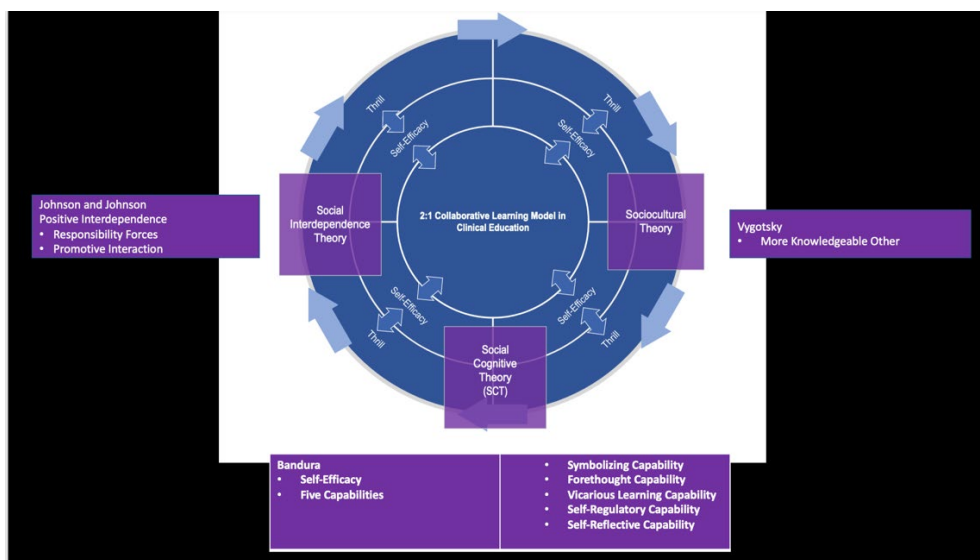 Thrill
Thrill
Self-Efficacy
Self-Efficacy
Johnson and Johnson
Positive Interdependence
• Responsibility Forces
• Promotive Interaction
Social
Interdependence
Theory
2:1 Collaborative Learning Model in
Clinical Education
Sociocultural
Theory
Vygotsky
• More Knowledgeable Other
Self-Efficacy
Self-Efficacy
Thrill
Thrill
Social
Cognitive
Theory
(SCT)
Bandura
• Self-Efficacy
• Five Capabilities
• Symbolizing Capability
• Forethought Capability
• Vicarious Learning Capability
• Self-Regulatory Capability
• Self-Reflective Capability